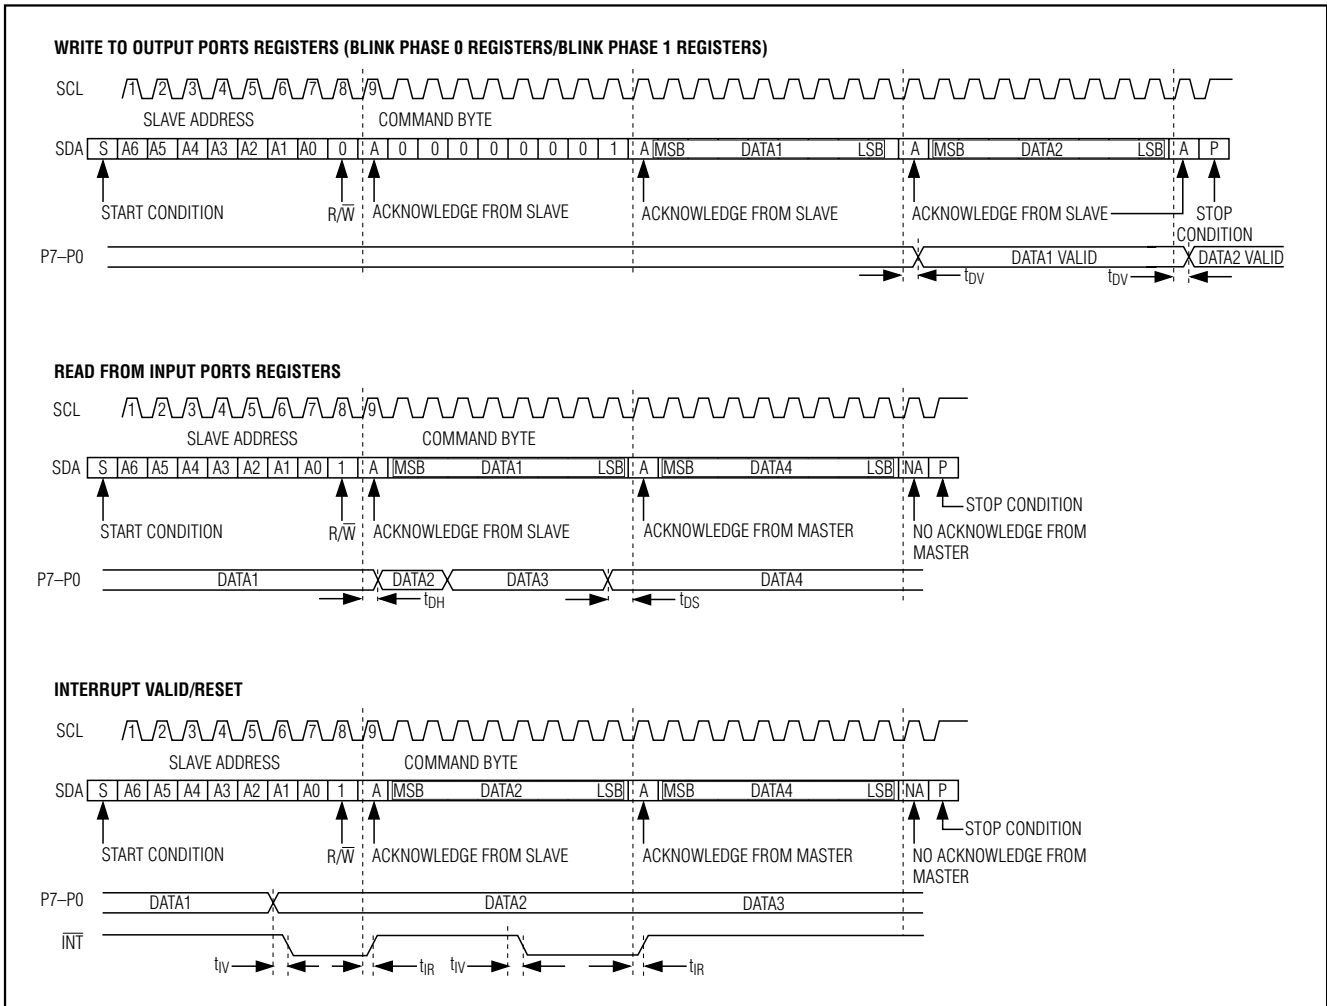 WRITE TO OUTPUT PORTS REGISTERS (BLINK PHASE 0 REGISTERS/BLINK PHASE 1 REGISTERS)
SCL 1 2 3 4 5 6 7 8 9
SLAVE ADDRESS COMMAND BYTE
SDA S A6 A5 A4 A3 A2 A1 A0 0 A 0 0 0 0 0 0 0 1 A MSB DATA1 LSB A MSB DATA2 LSB A P
START CONDITION R/W ACKNOWLEDGE FROM SLAVE ACKNOWLEDGE FROM SLAVE ACKNOWLEDGE FROM SLAVE STOP
CONDITION
P7–P0 DATA1 VALID DATA2 VALID
tDV tDV
READ FROM INPUT PORTS REGISTERS
SCL 1 2 3 4 5 6 7 8 9
SLAVE ADDRESS COMMAND BYTE
SDA S A6 A5 A4 A3 A2 A1 A0 1 A MSB DATA1 LSB A MSB DATA4 LSB NA P
STOP CONDITION
START CONDITION R/W ACKNOWLEDGE FROM SLAVE ACKNOWLEDGE FROM MASTER NO ACKNOWLEDGE FROM
MASTER
P7–P0 DATA1 DATA2 DATA3 DATA4
tDH tDS
INTERRUPT VALID/RESET
SCL 1 2 3 4 5 6 7 8 9
SLAVE ADDRESS COMMAND BYTE
SDA S A6 A5 A4 A3 A2 A1 A0 1 A MSB DATA2 LSB A MSB DATA4 LSB NA P
STOP CONDITION
START CONDITION R/W ACKNOWLEDGE FROM SLAVE ACKNOWLEDGE FROM MASTER NO ACKNOWLEDGE FROM
MASTER
P7–P0 DATA1 DATA2 DATA3
INT
tIV tIR tIV tIR